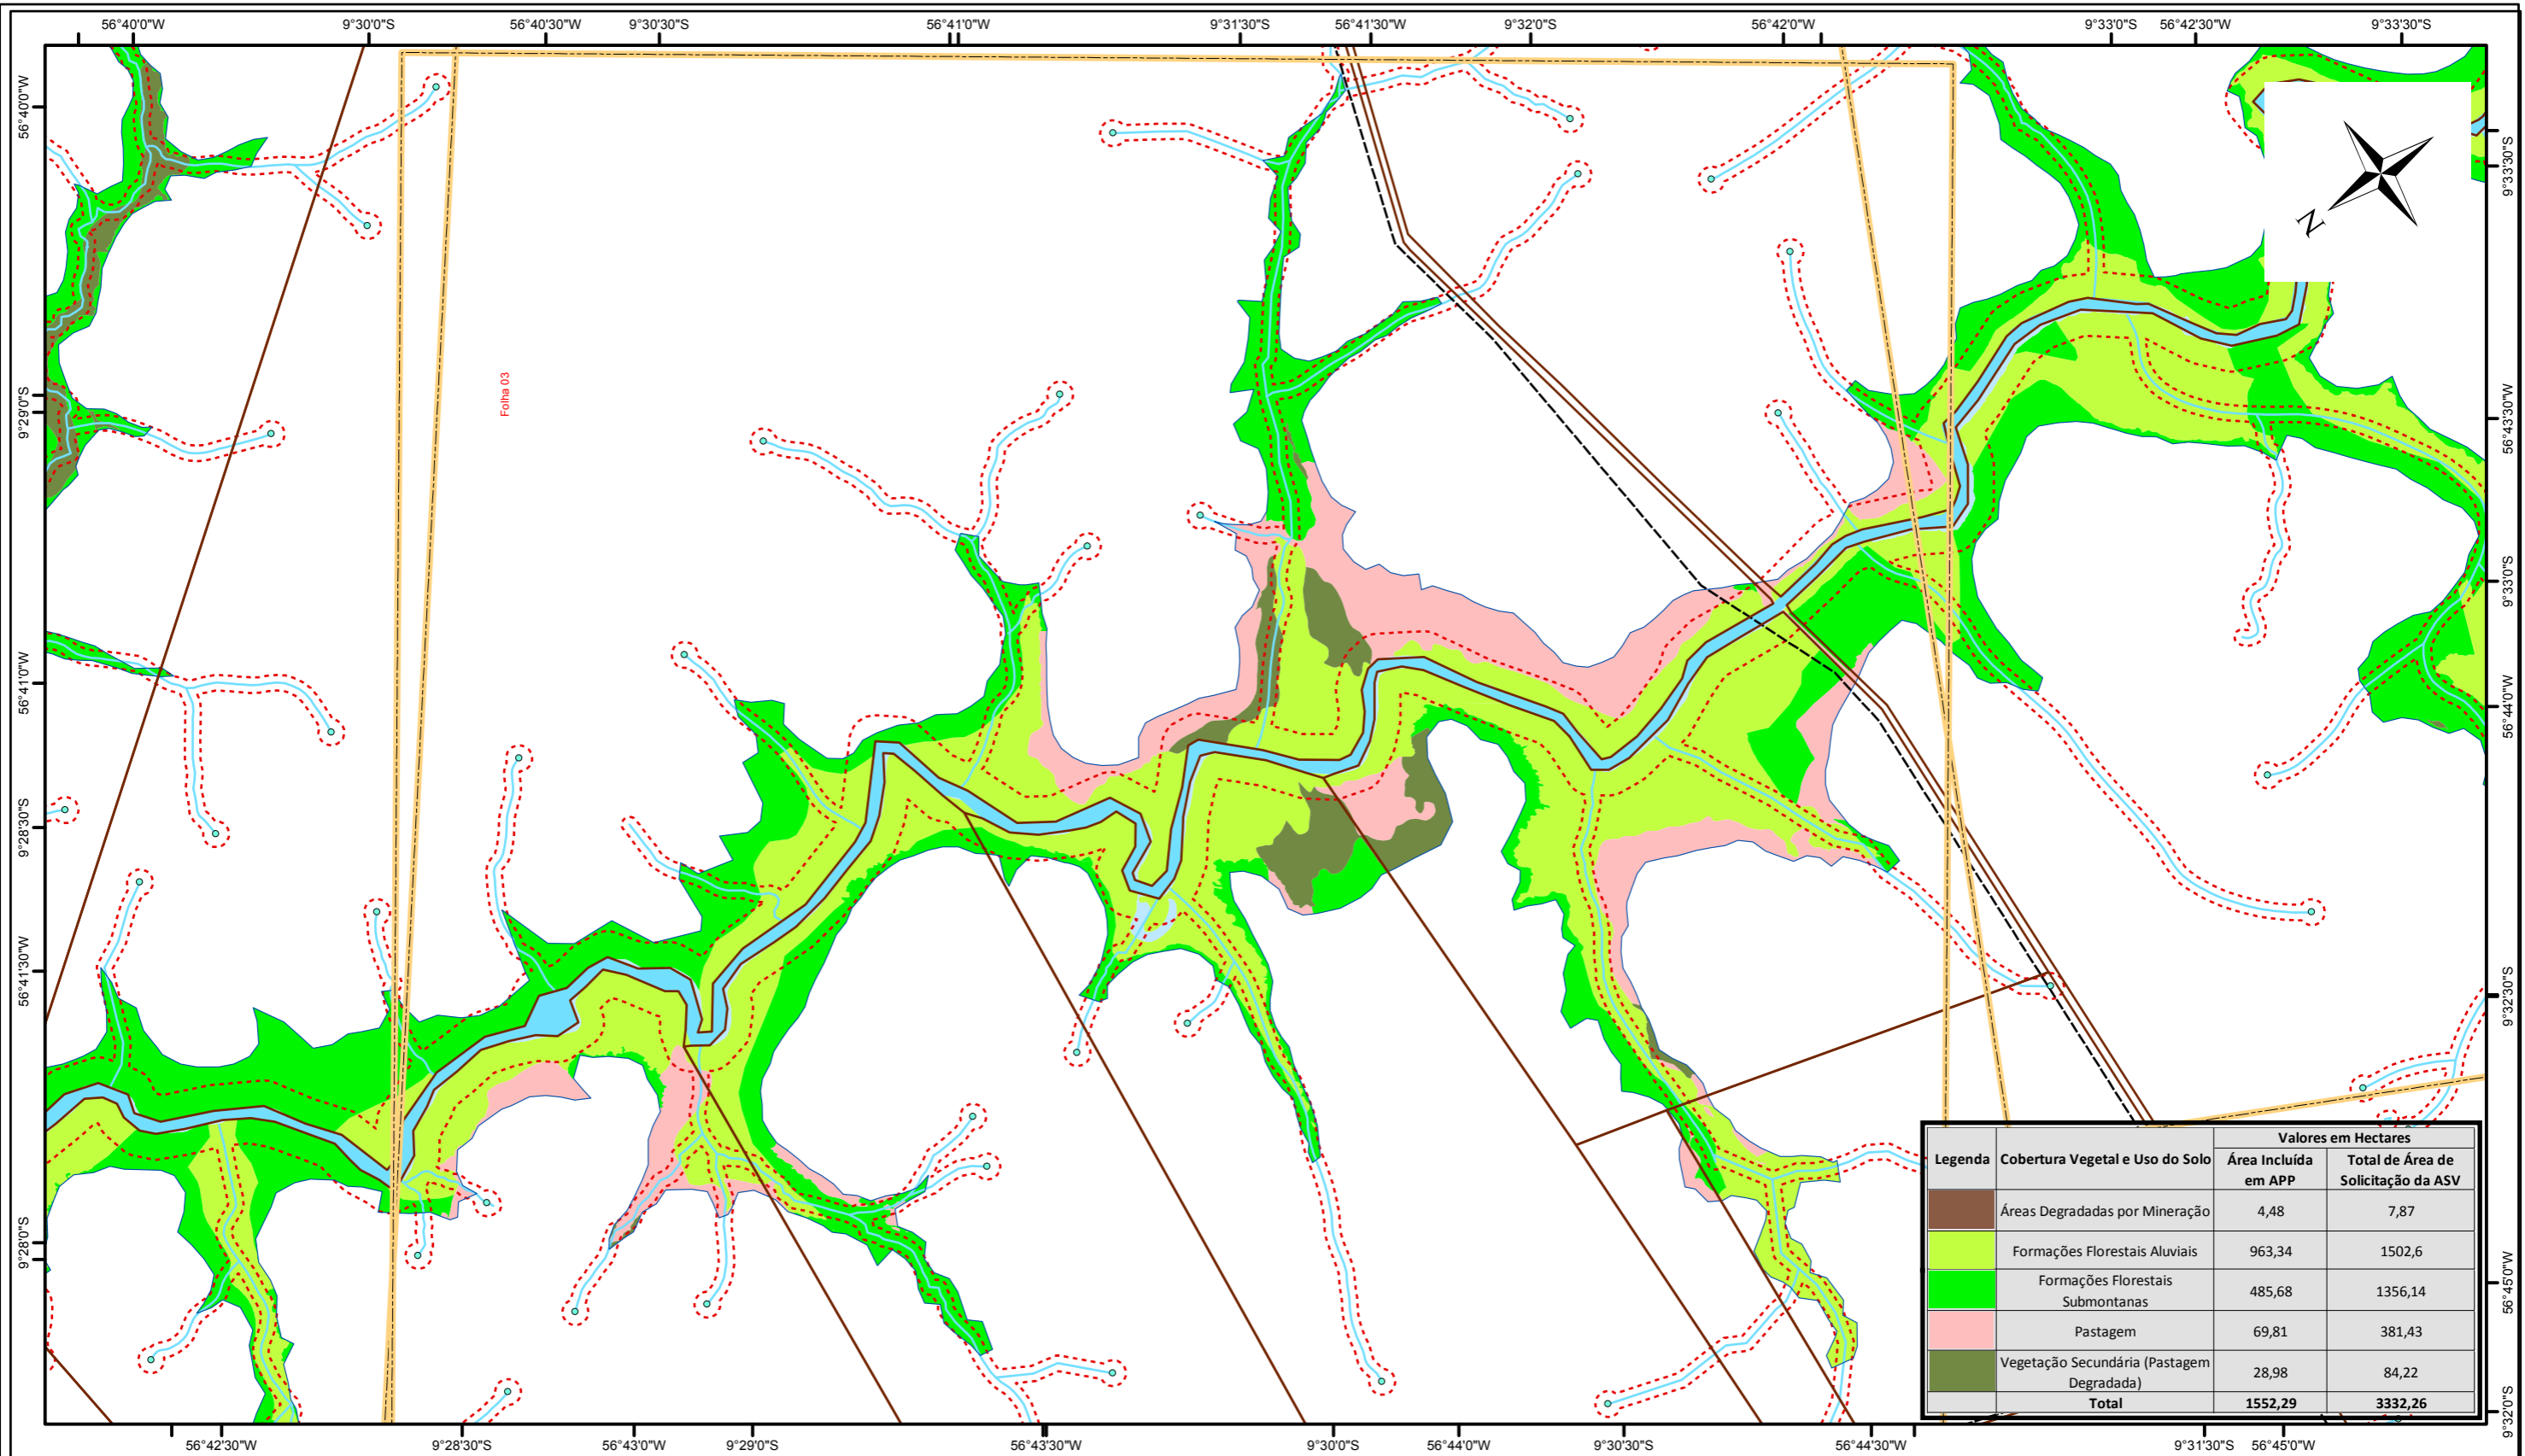 56°40'0"W 9°30'0"S 56°40'30"W 9°30'30"S 56°41'0"W 9°31'30"S 56°41'30"W 9°32'0"S 56°42'0"W 9°33'0"S 56°42'30"W 9°33'30"S
56°40'0"W
9°29'0"S
56°41'0"W
9°28'30"S
56°41'30"W
9°28'0"S
Folha 03
N
9°33'30"S
56°43'30"W
9°33'0"S
56°44'0"W
9°32'30"S
56°45'0"W
9°32'0"S
Legenda
Cobertura Vegetal e Uso do Solo
Valores em Hectares
Área Incluída
em APP
Total de Área de
Solicitação da ASV
Áreas Degradadas por Mineração 4,48 7,87
Formações Florestais Aluviais 963,34 1502,6
Formações Florestais
Submontanas
485,68 1356,14
Pastagem 69,81 381,43
Vegetação Secundária (Pastagem
Degradada)
28,98 84,22
Total 1552,29 3332,26
56°42'30"W 9°28'30"S 56°43'0"W 9°29'0"S 56°43'30"W 9°30'0"S 56°44'0"W 9°30'30"S 56°44'30"W 9°31'30"S 56°45'0"W